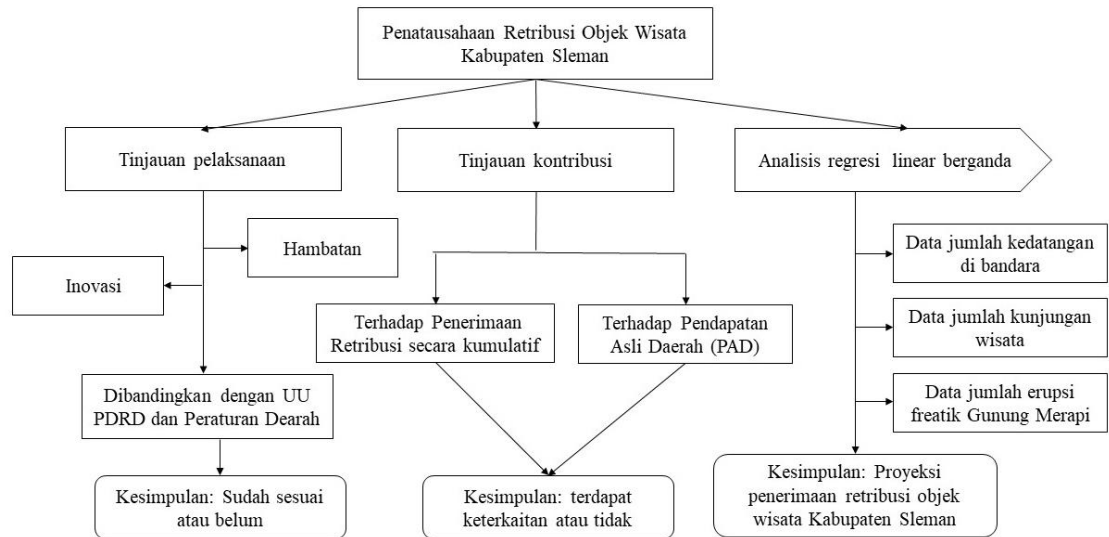 Penatausahaan Retribusi Objek Wisata
Kabupaten Sleman
Tinjauan pelaksanaan
Tinjauan kontribusi
Analisis regresi linear berganda
Hambatan
Inovasi
Data jumlah kedatangan
di bandara
Terhadap Penerimaan
Retribusi secara kumulatif
Terhadap Pendapatan
Asli Daerah (PAD)
Data jumlah kunjungan
wisata
Dibandingkan dengan UU
PDRD dan Peraturan Dearah
Data jumlah erupsi
freatik Gunung Merapi
Kesimpulan: Sudah sesuai
atau belum
Kesimpulan: terdapat
keterkaitan atau tidak
Kesimpulan: Proyeksi
penerimaan retribusi objek
wisata Kabupaten Sleman